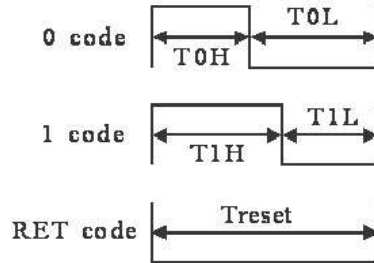 T0L
0 code
T0H
T1L
1 code
T1H
Treset
RET code